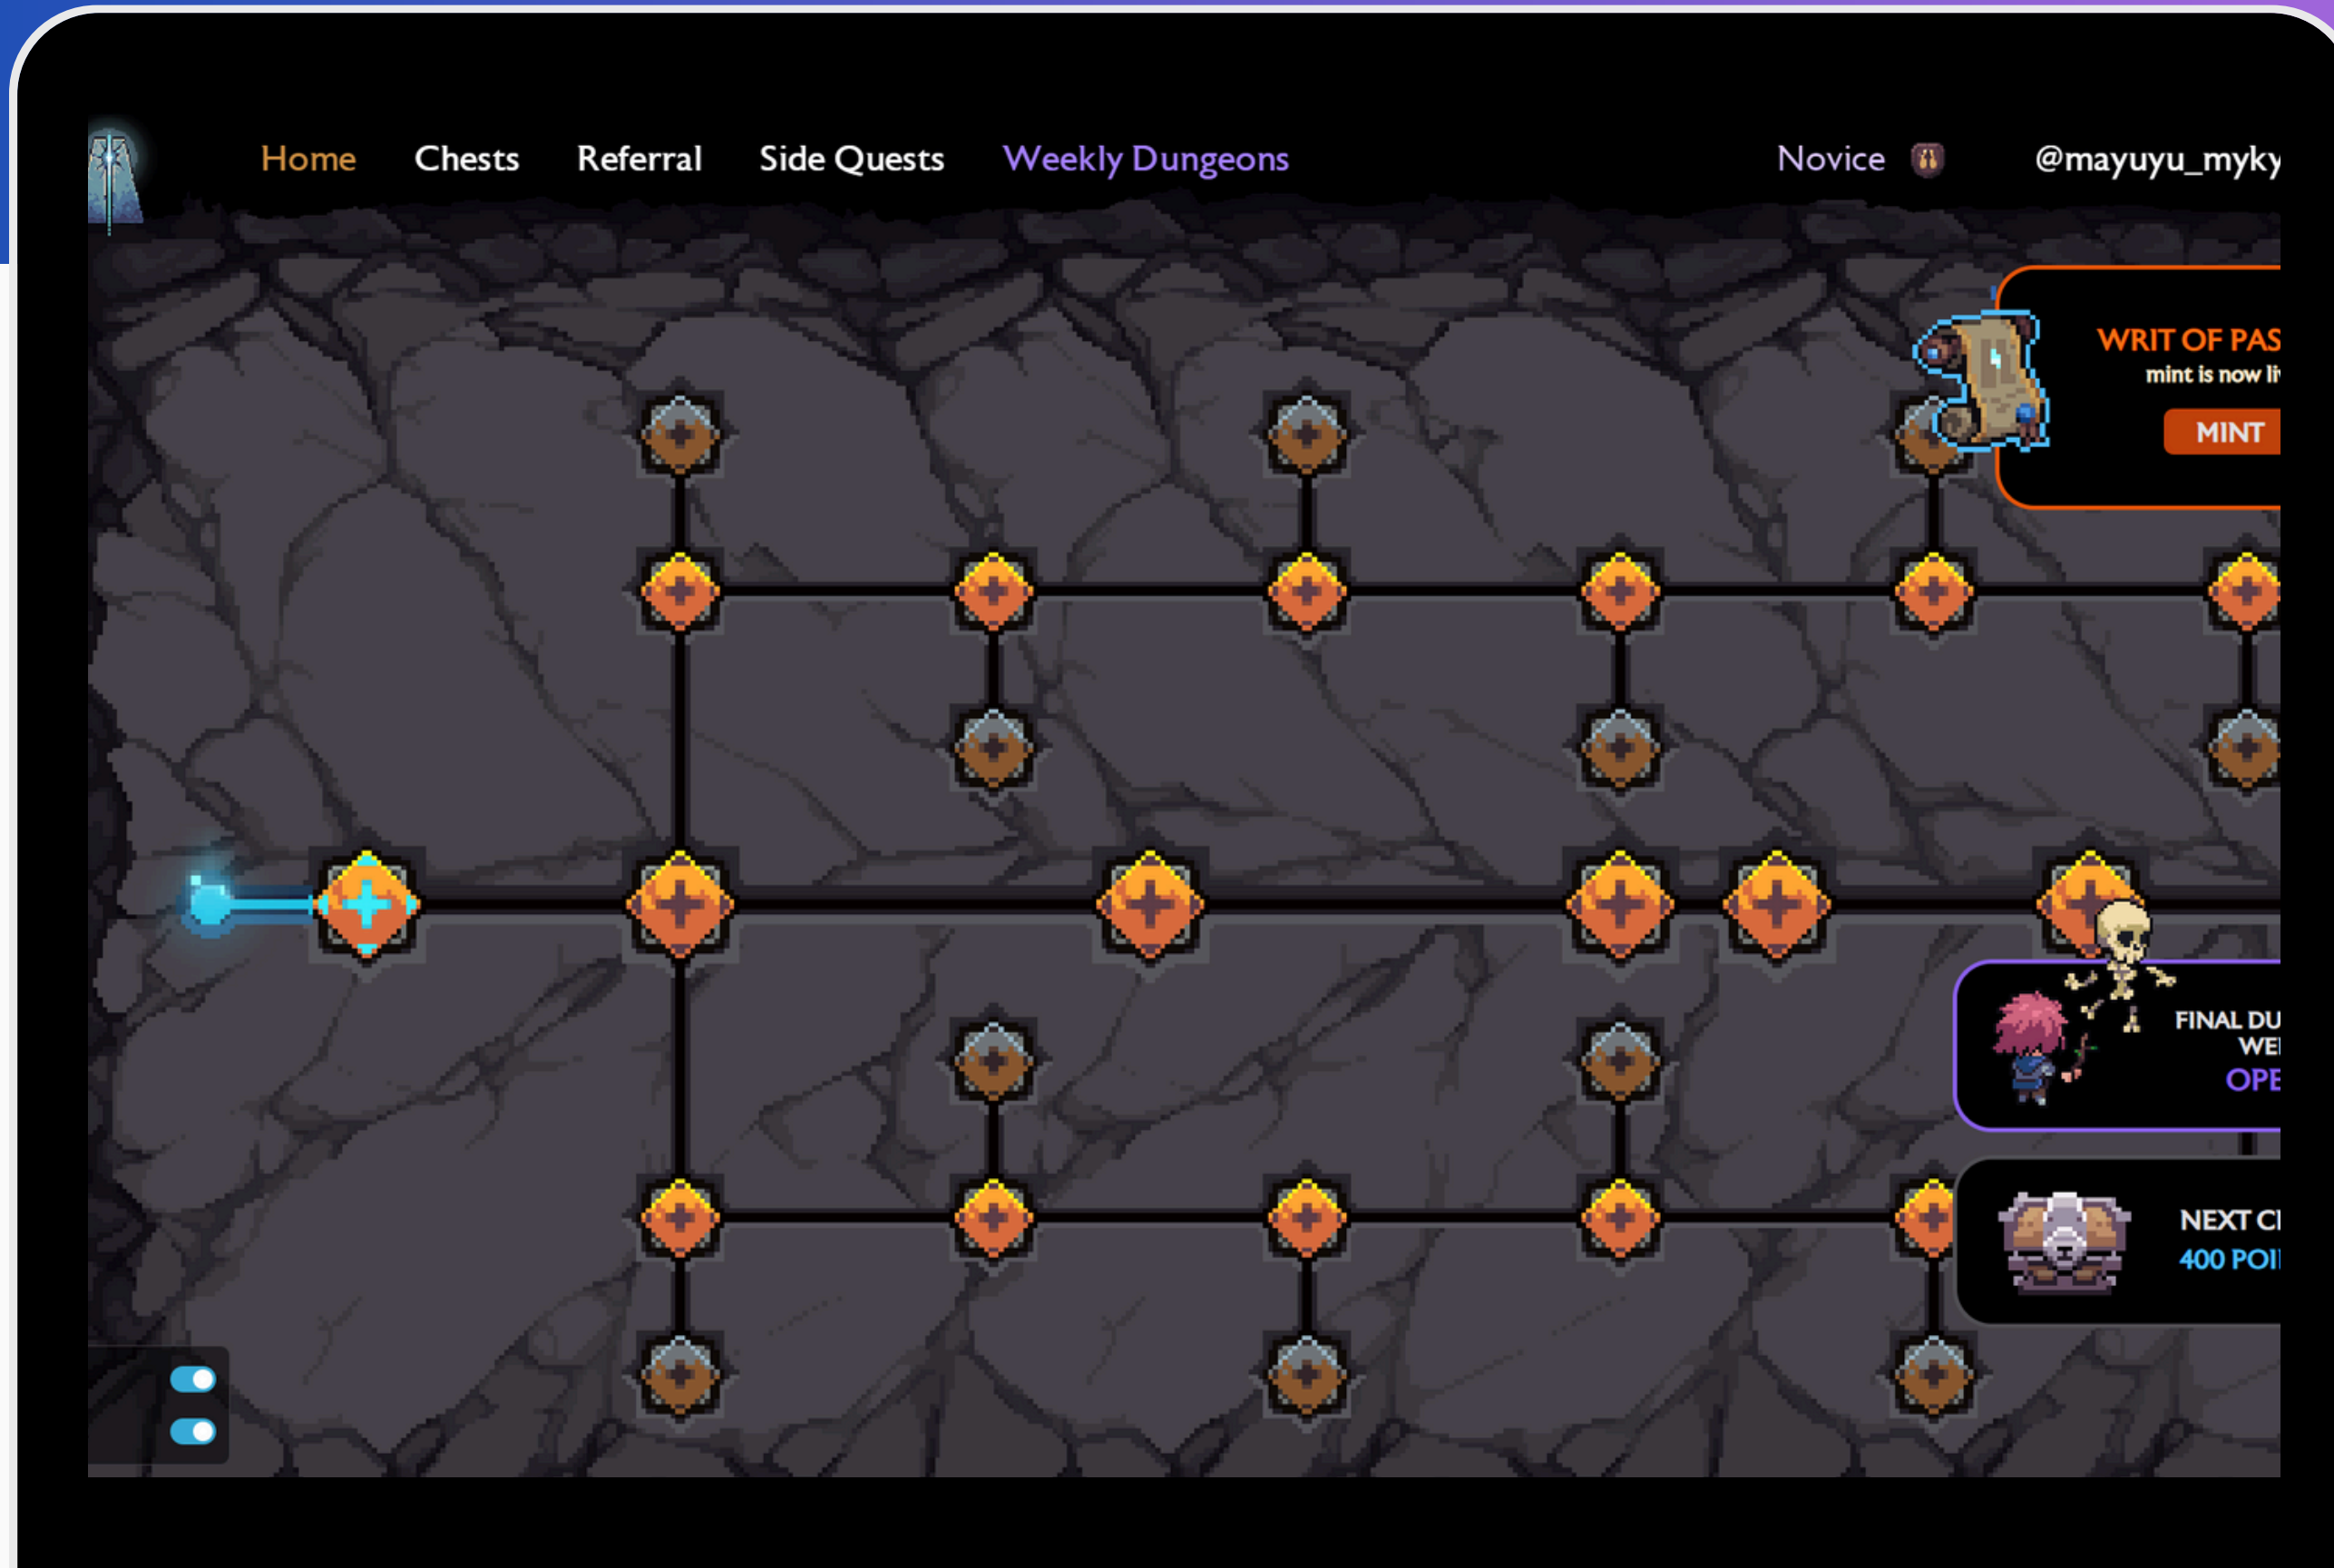 Home Chests Referral Side Quests Weekly Dungeons Novice @mayuyu_myky
WRIT OF PAS
mint is now liv
MINT
FINAL DU
WE
OPE
NEXT C
400 POI